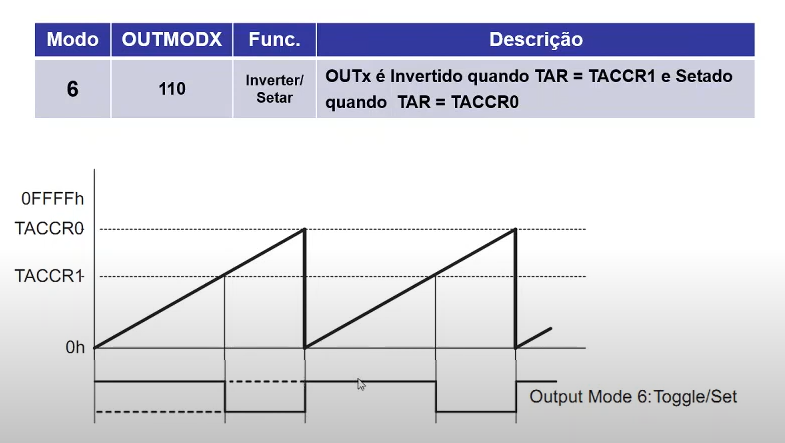 Modo OUTMODX Func. Descrição
6 110 Inverter/
Setar
OUTx é Invertido quando TAR = TACCR1 e Setado
quando TAR = TACCR0
0FFFFh
TACCR0
TACCR1
0h
Output Mode 6:Toggle/Set